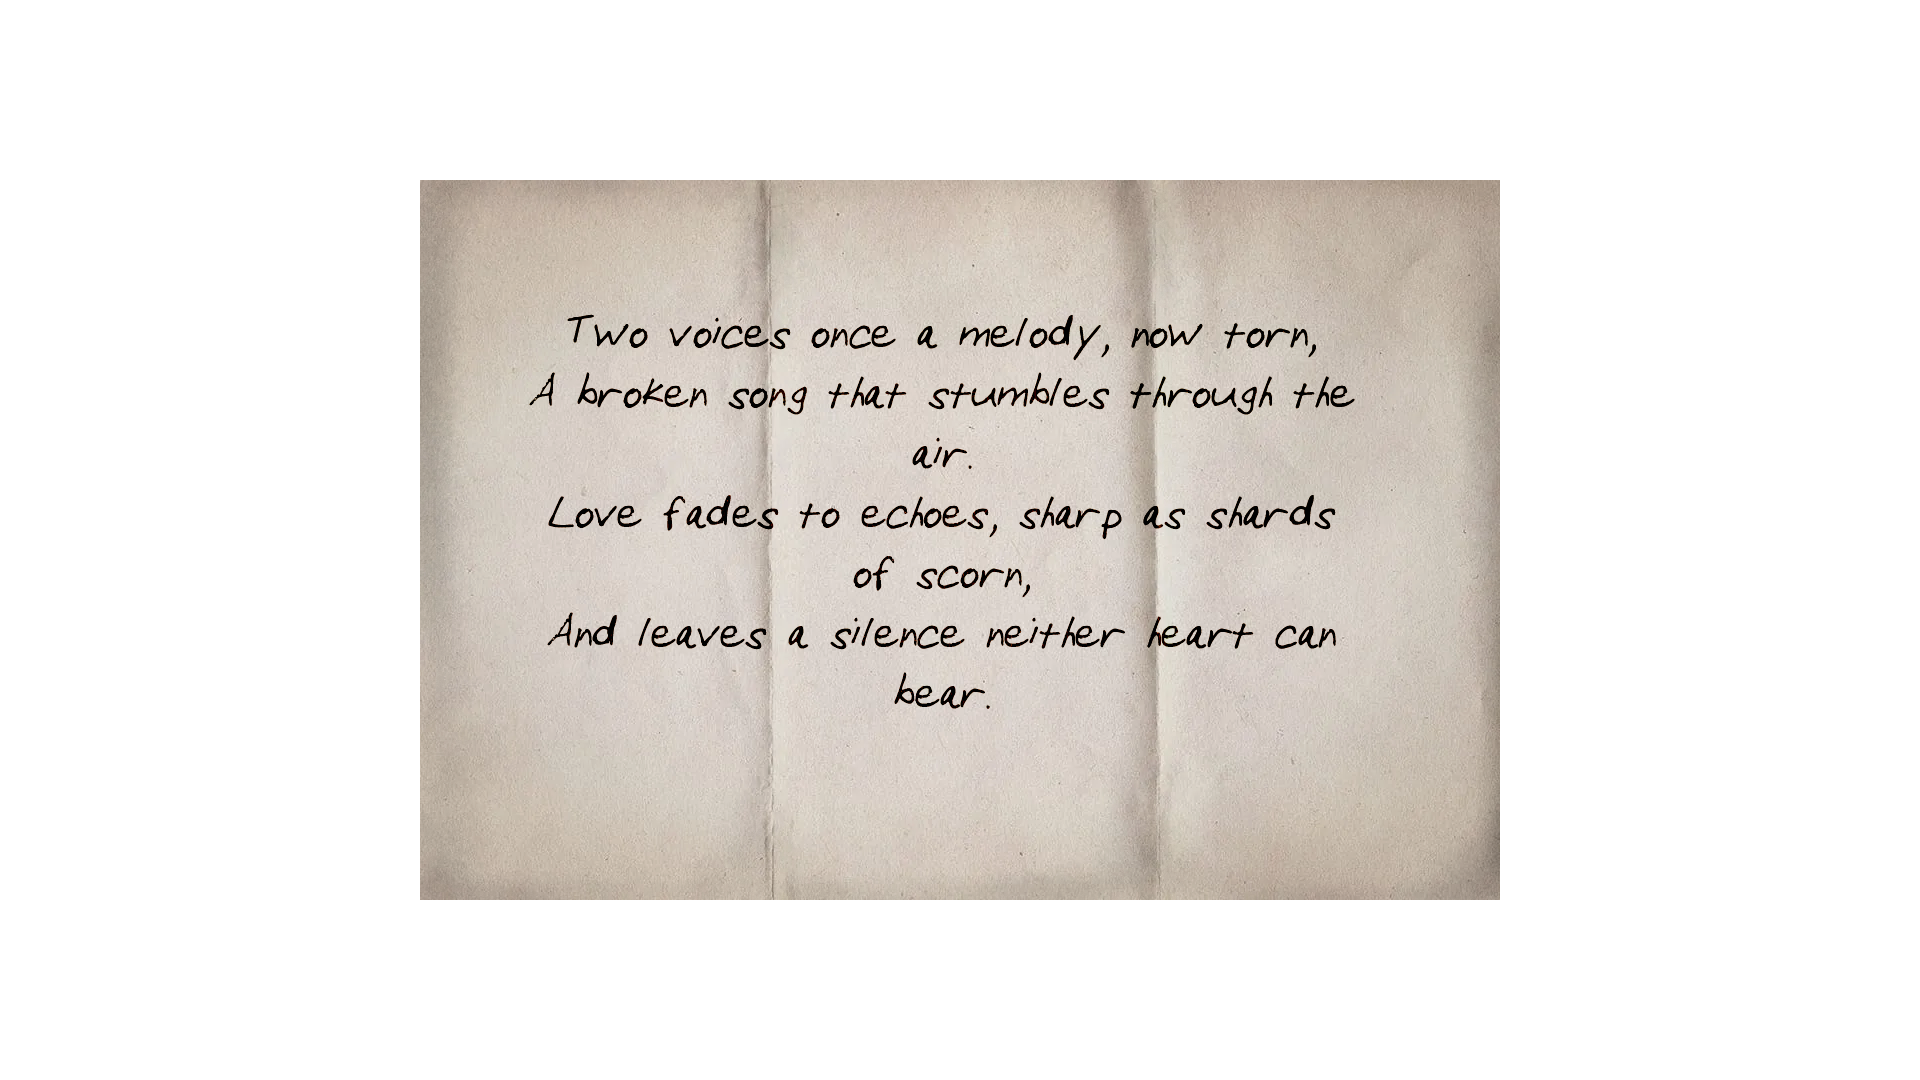 Two voices once a melody, now torn,
A broken song that stumbles through the
air.
Love fades to echoes, sharp as shards
of scorn,
And leaves a silence neither heart can
bear.